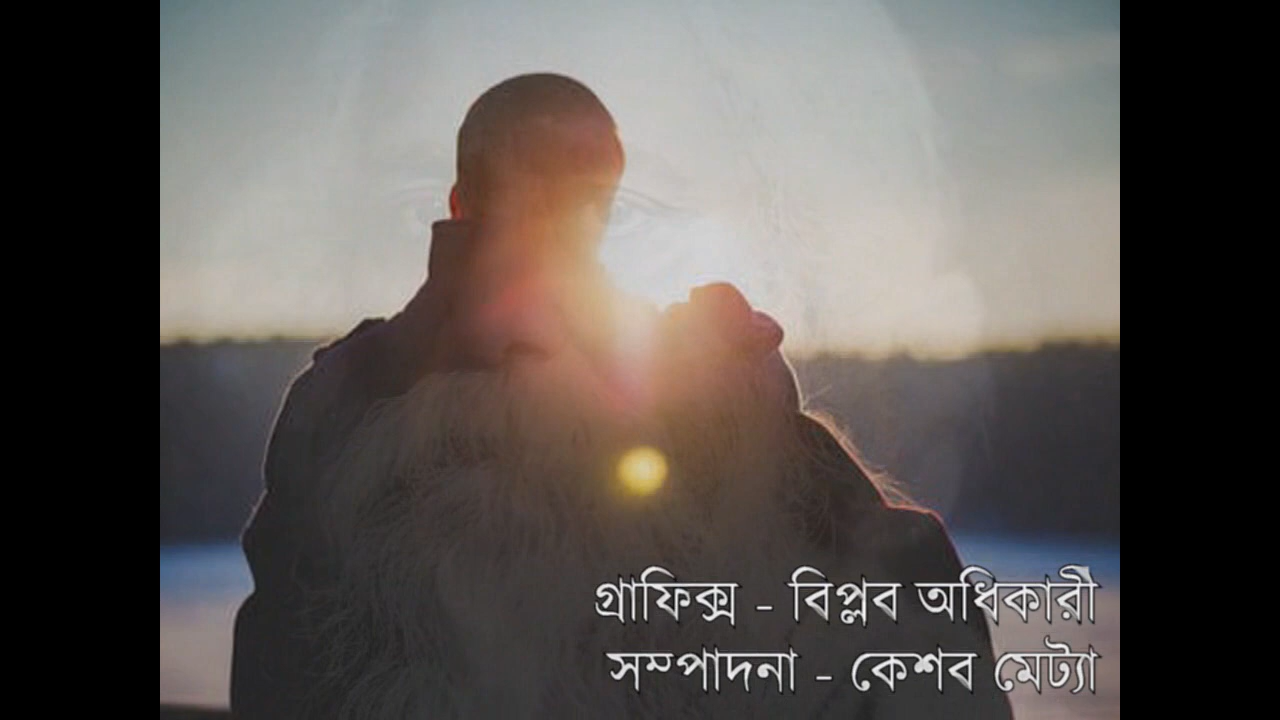 গ্রাফিক্স - বিপ্লব অধিকারী
সম্পাদনা - কেশব মেট্যা